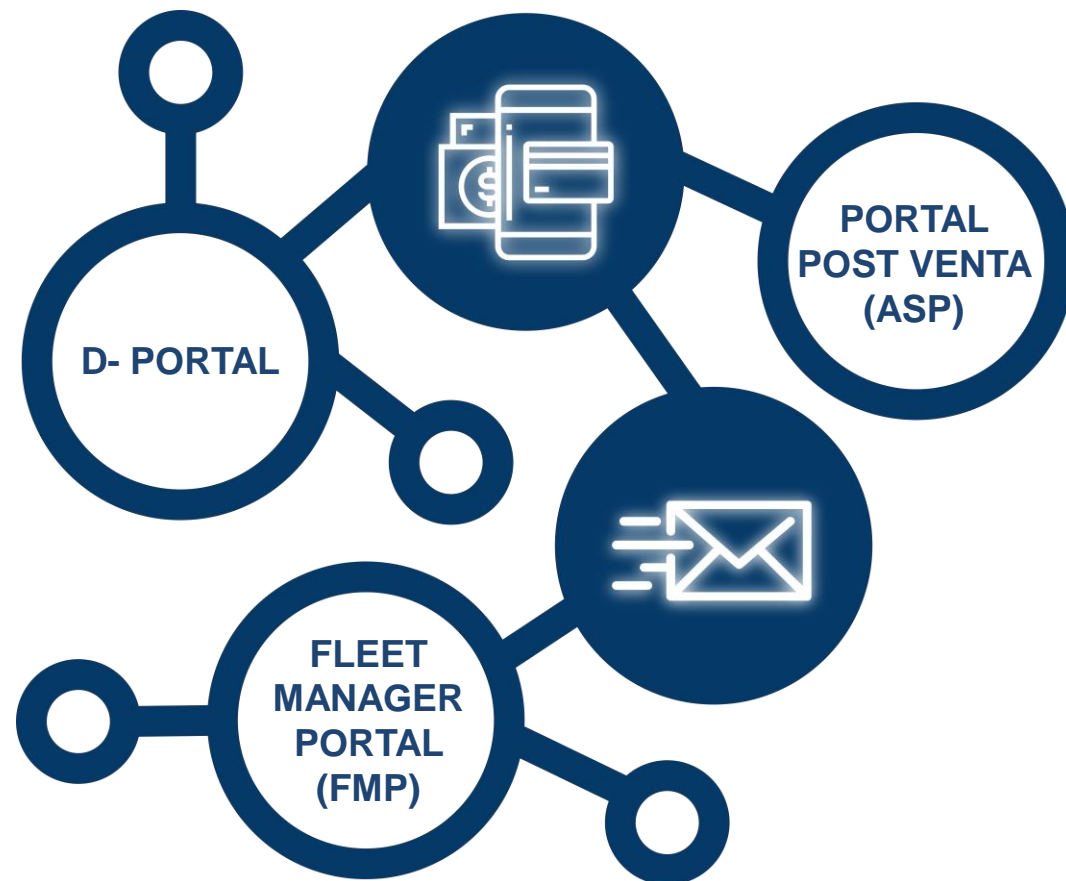 PORTAL
POST VENTA
(ASP)
D- PORTAL
$
FLEET
MANAGER
PORTAL
(FMP)